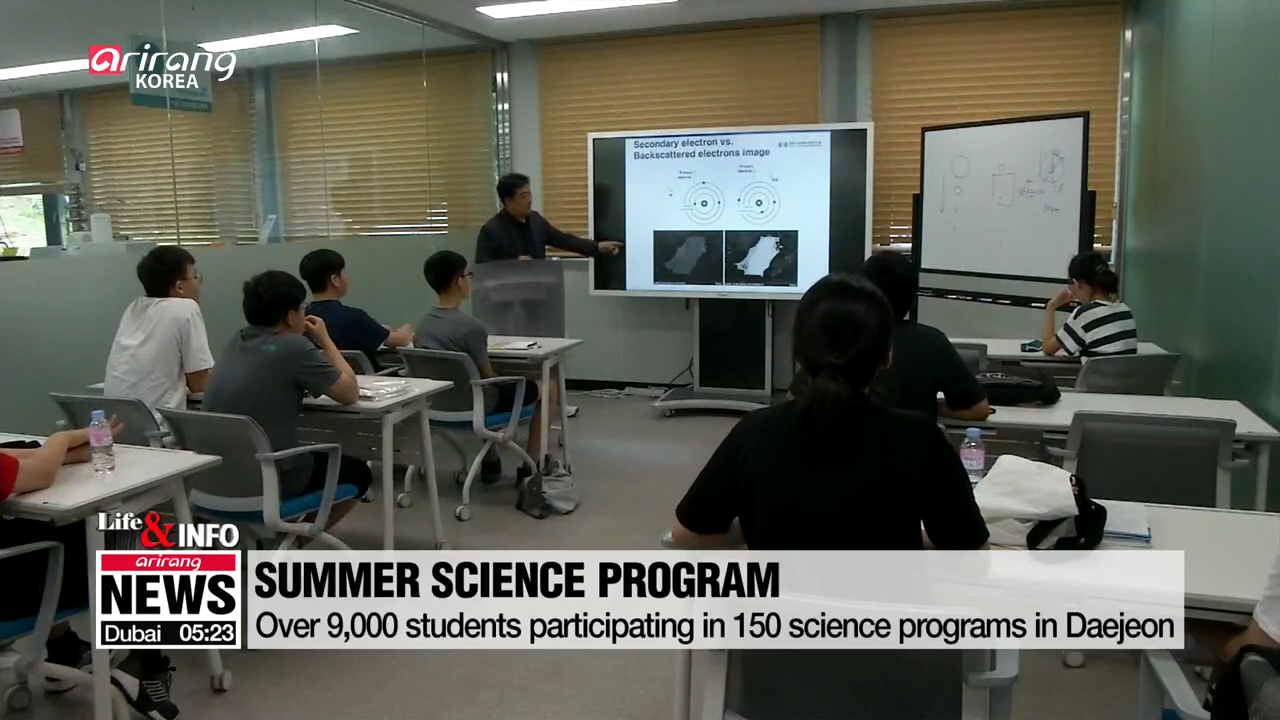 arirang
KOREA
Secondary electron vs.
Backscattered electrons image
Life & INFO
arirang
NEWS
Dubai 05:23
SUMMER SCIENCE PROGRAM
Over 9,000 students participating in 150 science programs in Daejeon